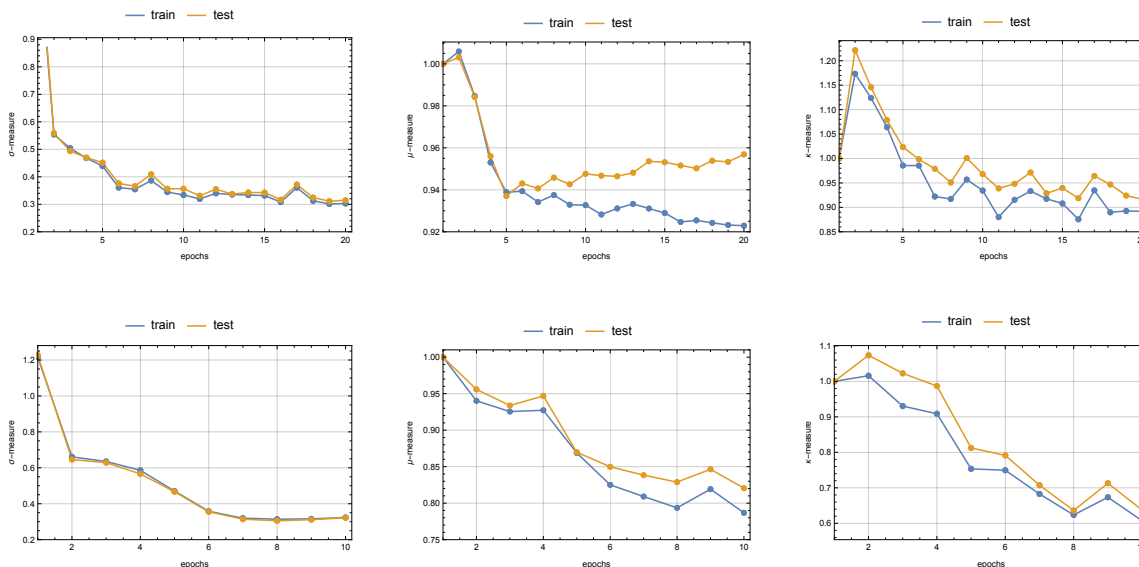 train test
0.9
0.8
0.7
0.6
0.5
0.4
0.3
0.2
σ-measure
5 10 15 20
epochs
train test
1.00
0.98
0.96
0.94
0.92
μ-measure
5 10 15 20
epochs
train test
1.20
1.15
1.10
1.05
1.00
0.95
0.90
0.85
κ-measure
5 10 15
epochs
train test
1.2
1.0
0.8
0.6
0.4
0.2
σ-measure
2 4 6 8 10
epochs
train test
1.00
0.95
0.90
0.85
0.80
0.75
μ-measure
2 4 6 8 10
epochs
train test
1.1
1.0
0.9
0.8
0.7
0.6
κ-measure
2 4 6 8
epochs